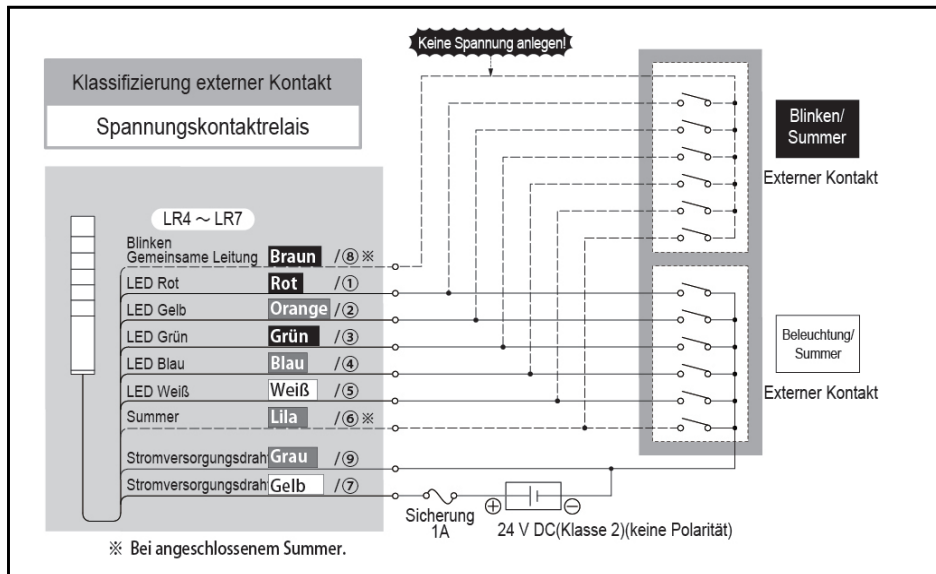 Keine Spannung anlegen!
Klassifizierung externer Kontakt
Spannungskontaktrelais
Blinken/
Summer
Externer Kontakt
LR4 ～ LR7
Blinken
Gemeinsame Leitung Braun /⑧ ※
LED Rot Rot /①
LED Gelb Orange /②
LED Grün Grün /③
LED Blau Blau /④
LED Weiß Weiß /⑤
Summer Lila /⑥ ※
Beleuchtung/
Summer
Externer Kontakt
Stromversorgungsdraht Grau /⑨
Stromversorgungsdraht Gelb /⑦
Sicherung
1A
24 V DC(Klasse 2)(keine Polarität)
※ Bei angeschlossenem Summer.